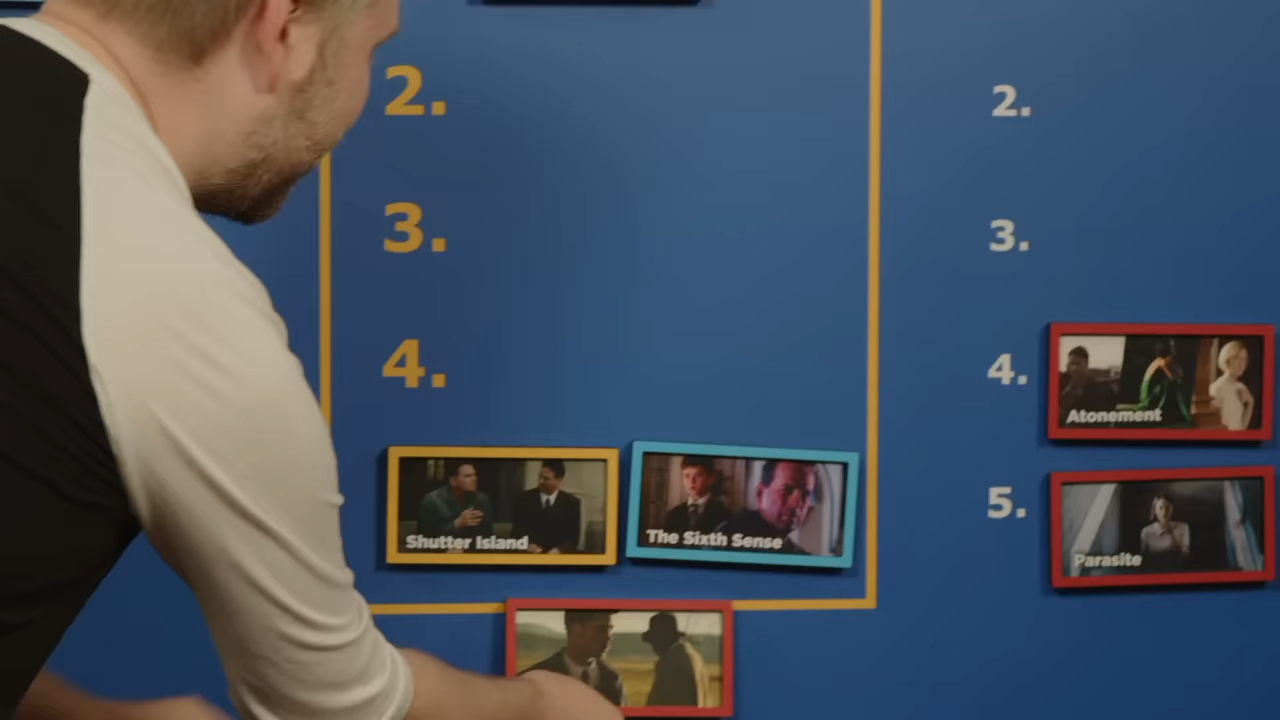 2.
3.
4.
Shutter Island
The Sixth Sense
2.
3.
4.
Atonement
5.
Parasite